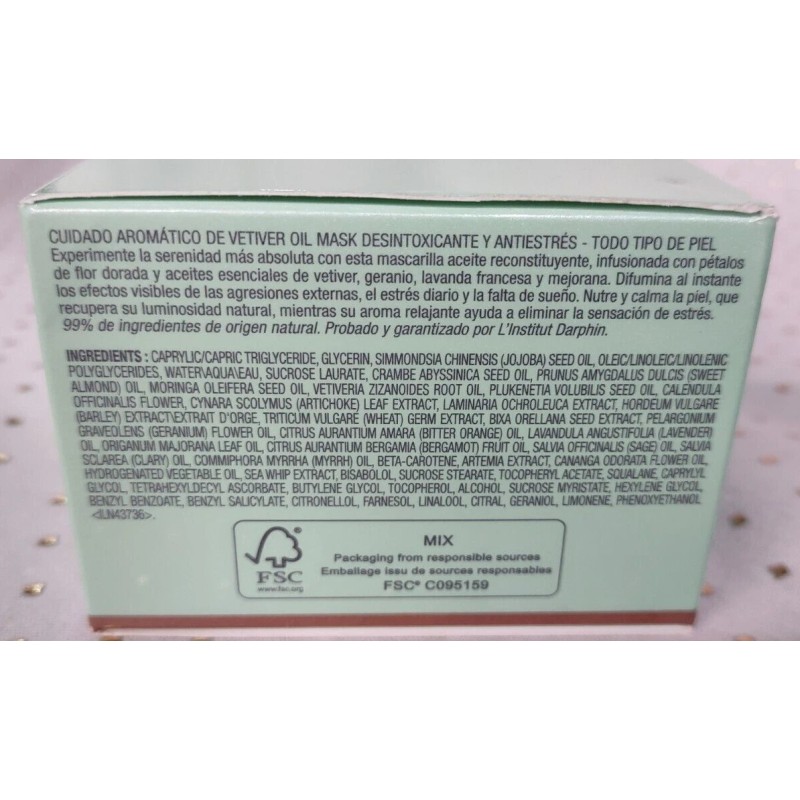 CUIDADO AROMÁTICO DE VETIVER OIL MASK DESINTOXICANTE Y ANTIESTRÉS - TODO TIPO DE PIEL
Experimente la serenidad más absoluta con esta mascarilla aceite reconstituyente, infusionada con pétalos
de flor dorada y aceites esenciales de vetiver, geranio, lavanda francesa y mejorana. Difumina al instante
los efectos visibles de las agresiones externas, el estrés diario y la falta de sueño. Nutre y calma la piel, que
recupera su luminosidad natural, mientras su aroma relajante ayuda a eliminar la sensación de estrés.
99% de ingredientes de origen natural. Probado y garantizado por L'Institut Darphin.
INGREDIENTS : CAPRYLIC/CAPRIC TRIGLYCERIDE, GLYCERIN, SIMMONDSIA CHINENSIS (JOJOBA) SEED OIL, OLEIC/LINOLEIC/LINOLENIC
POLYGLYCERIDES, WATER\AQUA\EAU, SUCROSE LAURATE, CRAMBE ABYSSINICA SEED OIL, PRUNUS AMYGDALUS DULCIS (SWEET
ALMOND) OIL, MORINGA OLEIFERA SEED OIL, VETIVERIA ZIZANOIDES ROOT OIL, PLUKENETIA VOLUBILIS SEED OIL, CALENDULA
OFFICINALIS FLOWER, CYNARA SCOLYMUS (ARTICHOKE) LEAF EXTRACT, LAMINARIA OCHROLEUCA EXTRACT, HORDEUM VULGARE
(BARLEY) EXTRACT\EXTRAIT D'ORGE, TRITICUM VULGARE (WHEAT) GERM EXTRACT, BIXA ORELLANA SEED EXTRACT, PELARGONIUM
GRAVEOLENS (GERANIUM) FLOWER OIL, CITRUS AURANTIUM AMARA (BITTER ORANGE) OIL, LAVANDULA ANGUSTIFOLIA (LAVENDER)
OIL, ORIGANUM MAJORANA LEAF OIL, CITRUS AURANTIUM BERGAMIA (BERGAMOT) FRUIT OIL, SALVIA OFFICINALIS (SAGE) OIL, SALVIA
SCLAREA (CLARY) OIL, COMMIPHORA MYRRHA (MYRRH) OIL, BETA-CAROTENE, ARTEMIA EXTRACT, CANANGA ODORATA FLOWER OIL,
HYDROGENATED VEGETABLE OIL, SEA WHIP EXTRACT, BISABOLOL, SUCROSE STEARATE, TOCOPHERYL ACETATE, SQUALANE, CAPRYLYL
GLYCOL, TETRAHEXYLDECYL ASCORBATE, BUTYLENE GLYCOL, TOCOPHEROL, ALCOHOL, SUCROSE MYRISTATE, HEXYLENE GLYCOL,
BENZYL BENZOATE, BENZYL SALICYLATE, CITRONELLOL, FARNESOL, LINALOOL, CITRAL, GERANIOL, LIMONENE, PHENOXYETHANOL
<ILN43736>.
FSC
www.fsc.org
MIX
Packaging from responsible sources
Emballage issu de sources responsables
FSC® C095159